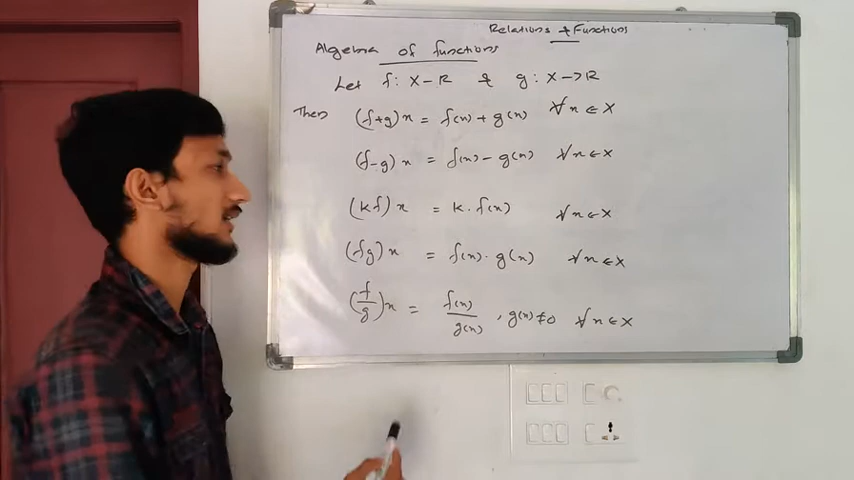 Relations & Functions
Algebra of functions
Let f: X - R & g: X → R
Then (f+g)x = f(x) + g(x) ∀ x ∈ X
(f-g)x = f(x) - g(x) ∀ x ∈ X
(kf)x = k. f(x) ∀ x ∈ X
(fg)x = f(x) · g(x) ∀ x ∈ X
(f/g)x = f(x)/g(x) , g(x) ≠ 0 ∀ x ∈ X